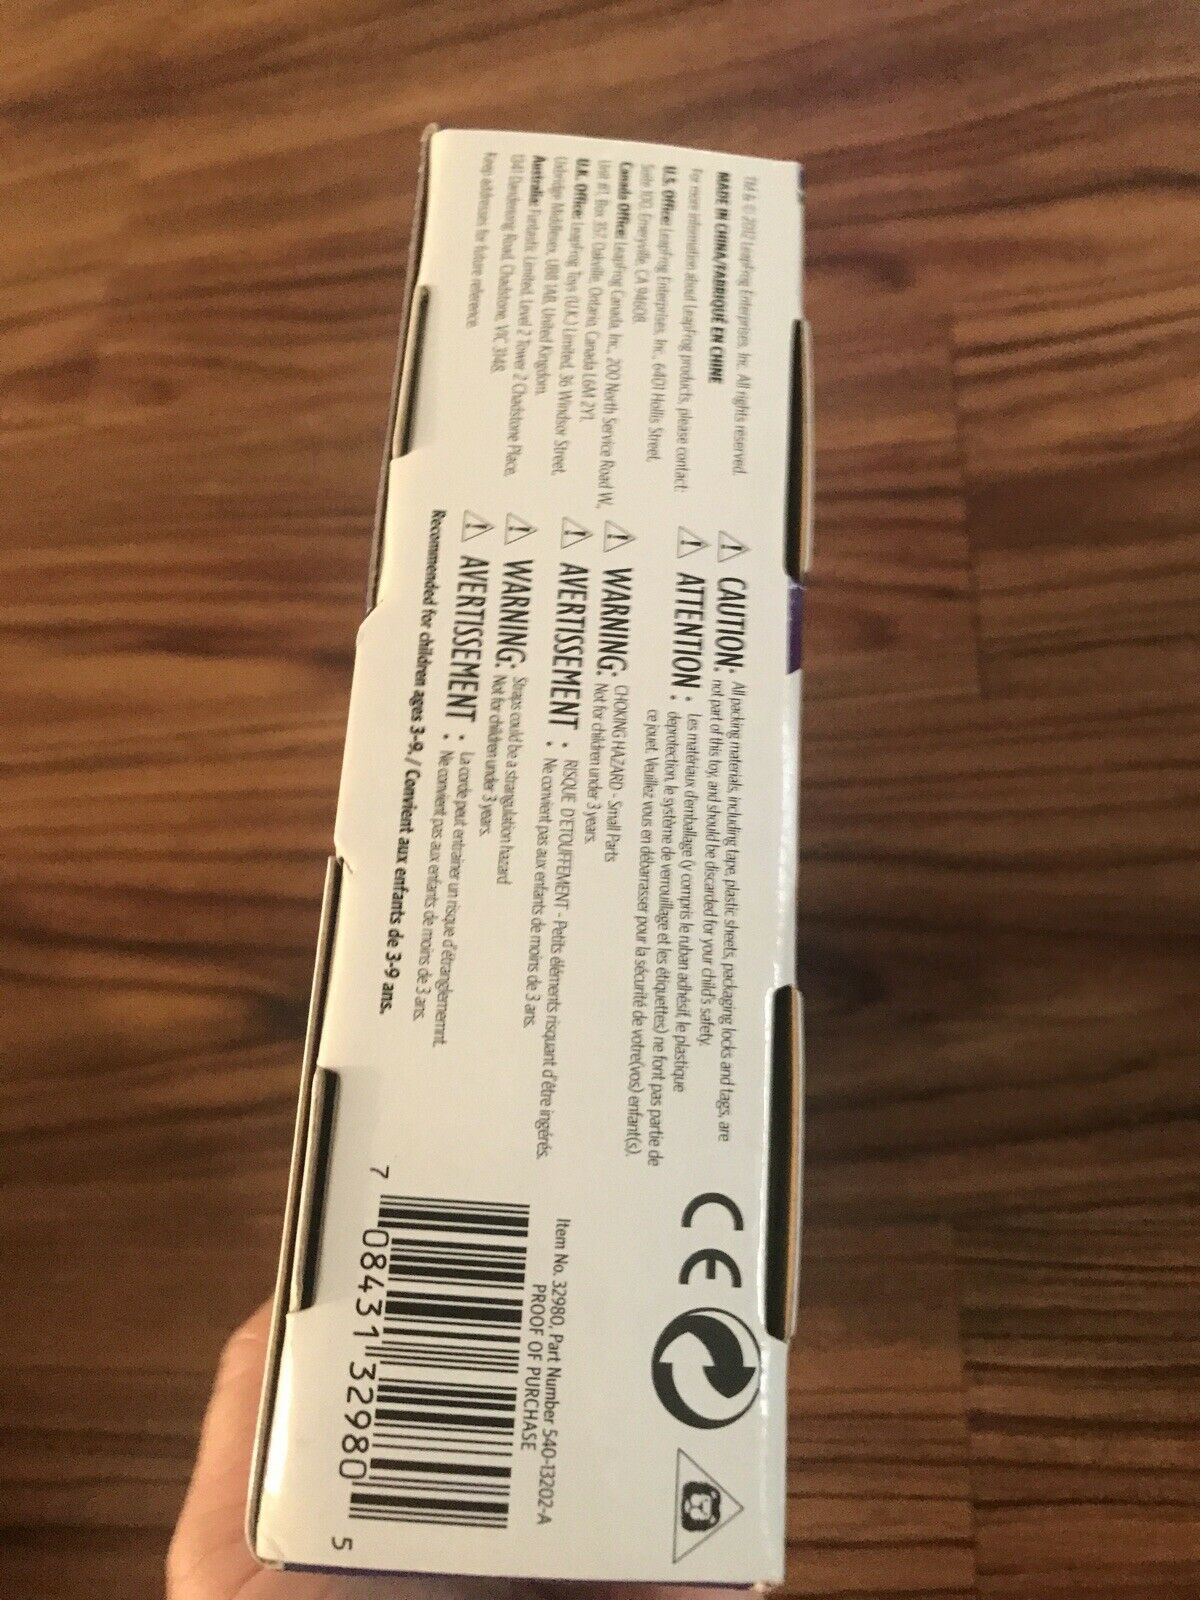 TM & © 2012 LeapFrog Enterprises, Inc. All rights reserved.
MADE IN CHINA/FABRIQUÉ EN CHINE
For more information about LeapFrog products, please contact:
U.S. Office: LeapFrog Enterprises, Inc., 6401 Hollis Street,
Suite 100, Emeryville, CA 94608.
Canada Office: LeapFrog Canada, Inc., 200 North Service Road W.,
Unit #1, Box 157, Oakville, Ontario, Canada L6M 2Y1.
U.K. Office: LeapFrog Toys (U.K.) Limited, 36 Windsor Street,
Uxbridge Middlesex, UB8 1AB, United Kingdom.
Australia: Funtastic Limited, Level 2 Tower 2 Chadstone Place,
1341 Dandenong Road, Chadstone, VIC 3148.
Keep addresses for future reference.
CAUTION: All packing materials, including tape, plastic sheets, packaging locks and tags, are
not part of this toy, and should be discarded for your child's safety.
ATTENTION : Les matériaux d'emballage (y compris le ruban adhésif, le plastique
deprotection, le système de verrouillage et les étiquettes) ne font pas partie de
ce jouet. Veuillez vous en débarrasser pour la sécurité de votre(vos) enfant(s).
WARNING: CHOKING HAZARD - Small Parts
Not for children under 3 years.
AVERTISSEMENT : RISQUE D'ETOUFFEMENT - Petits éléments risquant d'être ingérés.
Ne convient pas aux enfants de moins de 3 ans.
WARNING: Straps could be a strangulation hazard
Not for children under 3 years.
AVERTISSEMENT : La corde peut entrainer un risque d'étranglememnt.
Ne convient pas aux enfants de moins de 3 ans.
Recommended for children ages 3-9. / Convient aux enfants de 3-9 ans.
CE
Item No. 32980, Part Number 540-13202-A
PROOF OF PURCHASE
7 08431 32980 5